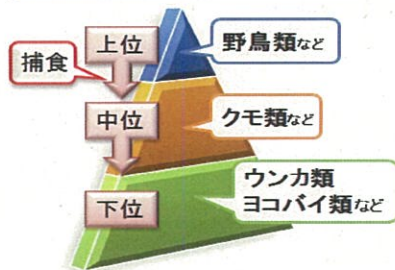 上位
野鳥類など
捕食
中位
クモ類など
ウンカ類
ヨコバイ類など
下位